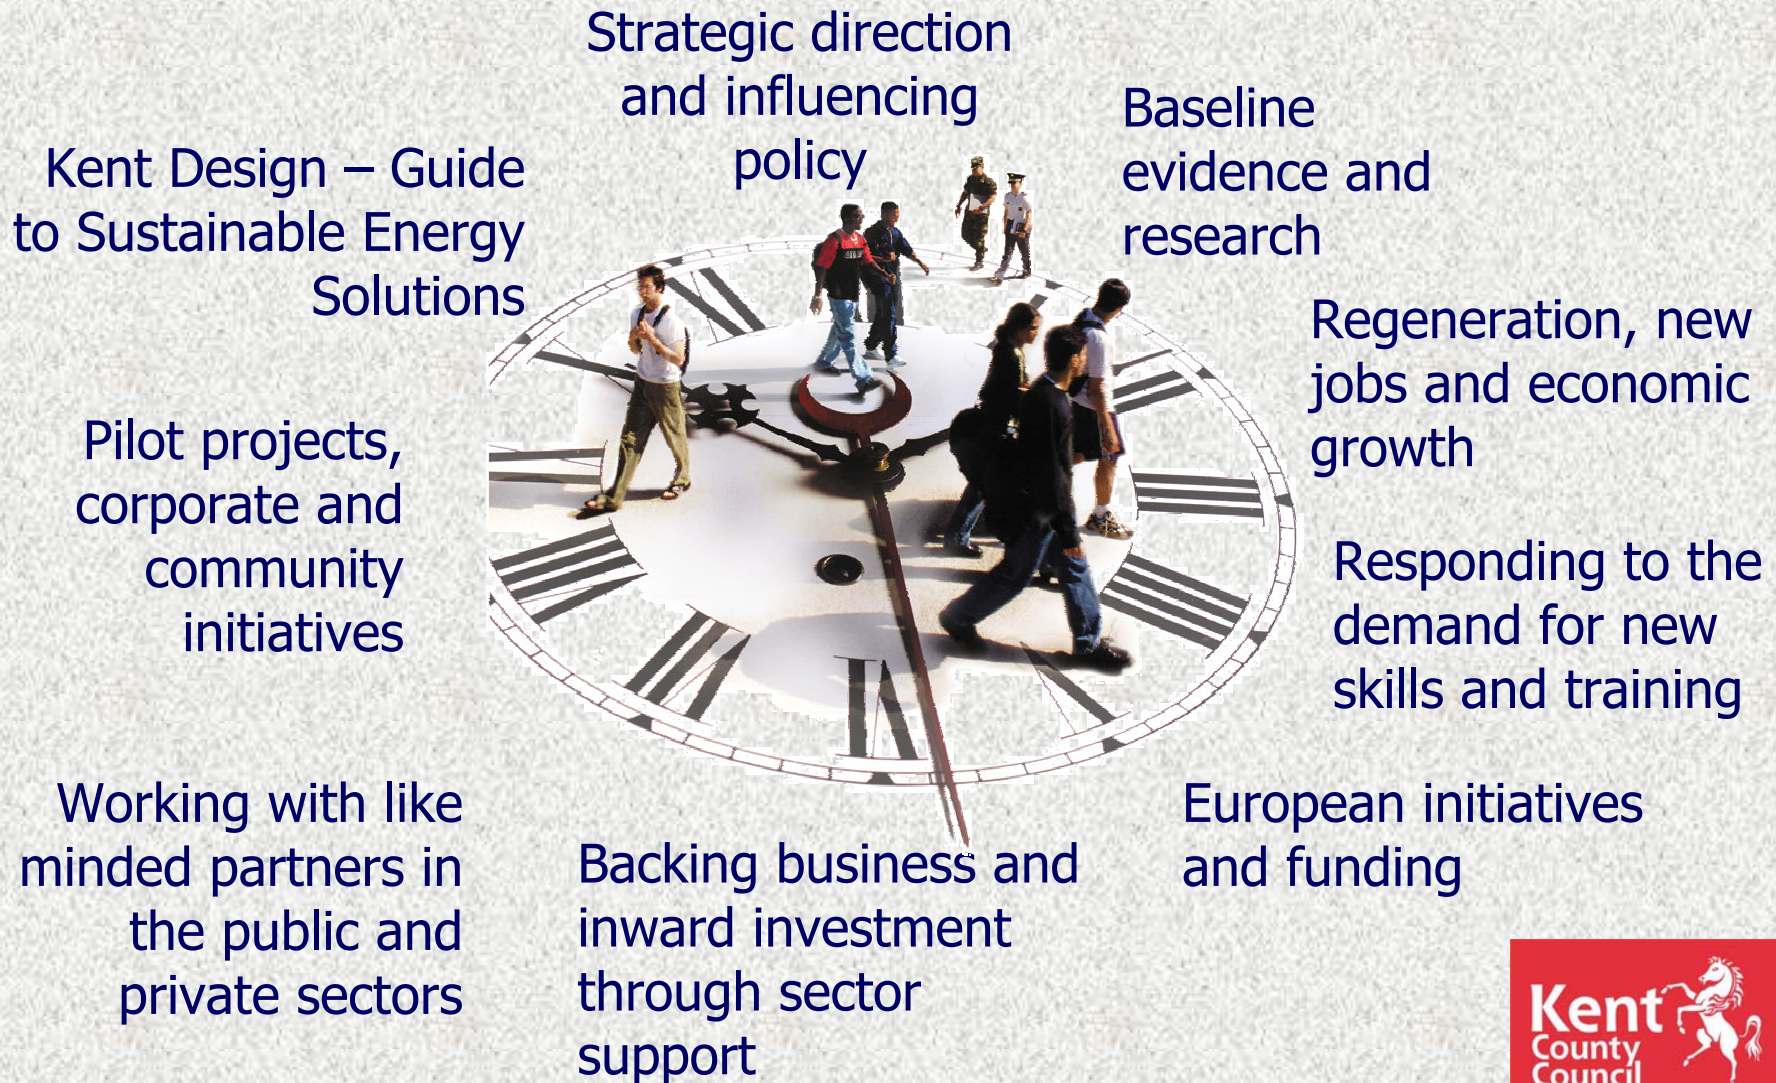 Strategic direction
and influencing
policy
Baseline
evidence and
research
Regeneration, new
jobs and economic
growth
Responding to the
demand for new
skills and training
European initiatives
and funding
Backing business and
inward investment
through sector
support
Working with like
minded partners in
the public and
private sectors
Pilot projects,
corporate and
community
initiatives
Kent Design – Guide
to Sustainable Energy
Solutions
Kent
County
Council